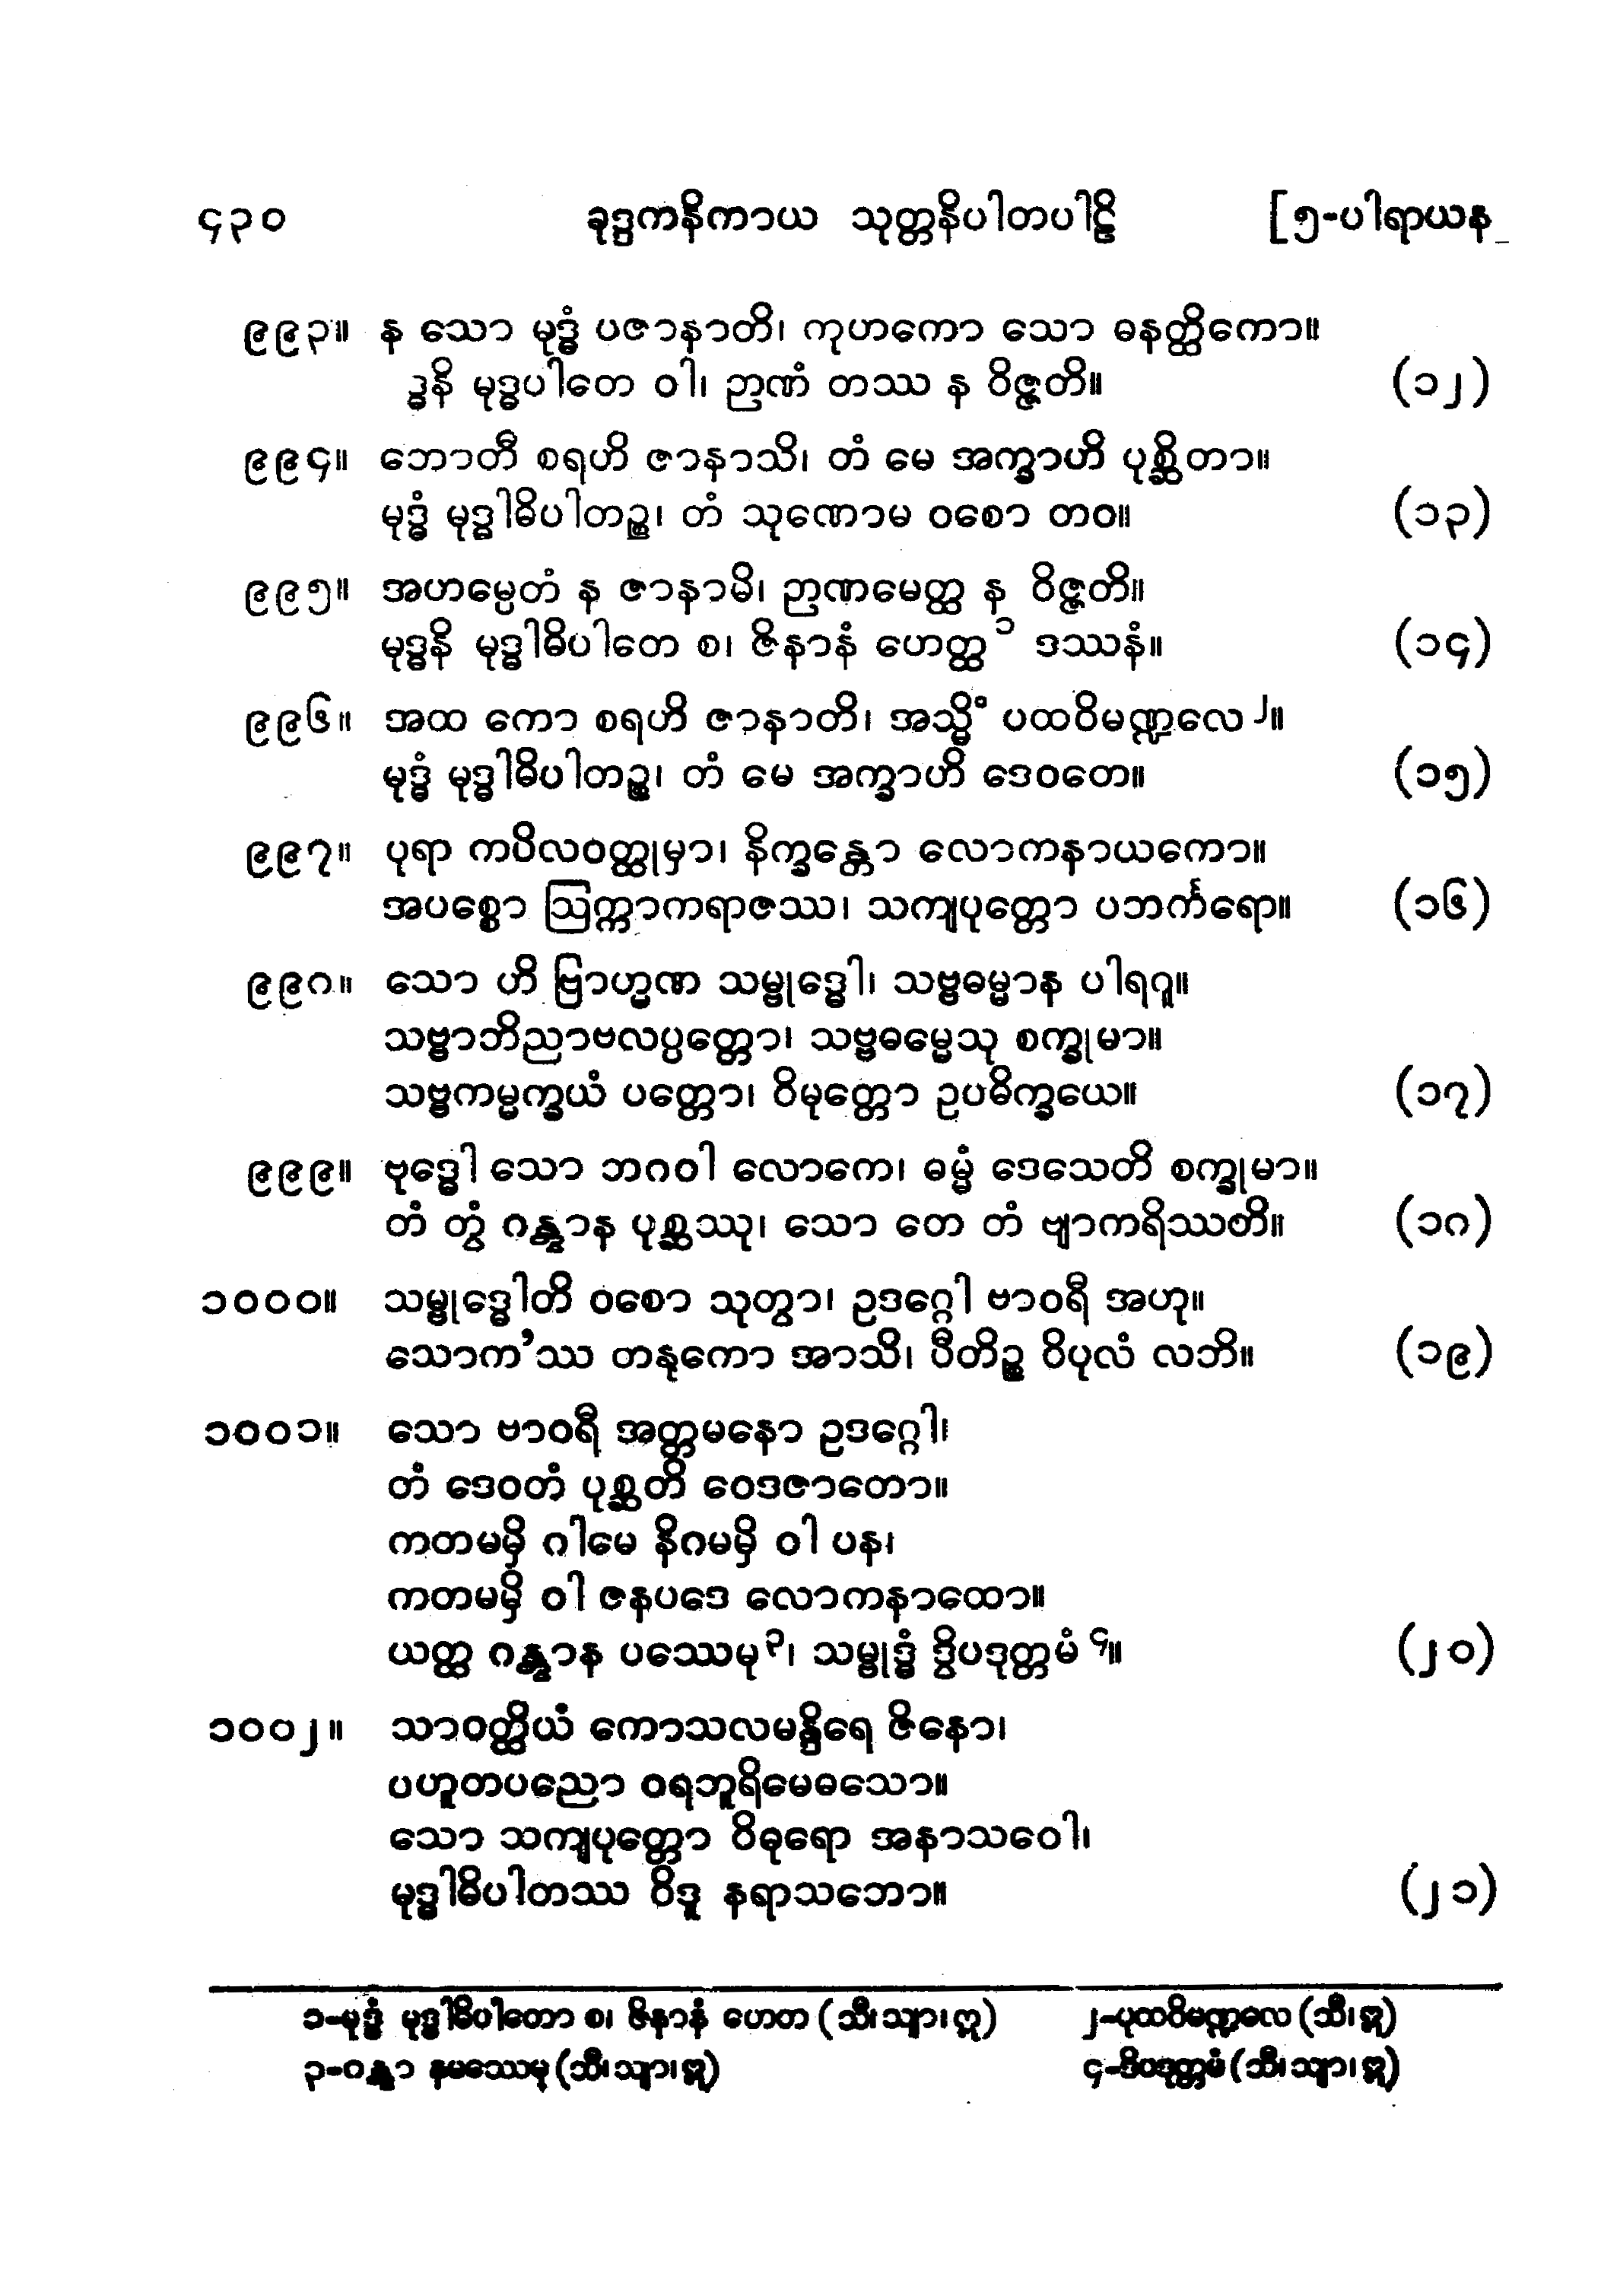 ၄၃၀ ခုဒ္ဒကနိကာယ သုတ္တနိပါတပါဠိ [၅-ပါရာယန
၉၉၃။ န သော မုဒ္ဓံ ပဇာနာတိ၊ ကုဟကော သော ဓနတ္ထိကော။
ဒ္ဓနိ မုဒ္ဓပါတေ ဝါ၊ ဉာဏံ တဿ န ဝိဇ္ဇတိ။ (၁၂)
၉၉၄။ ဘောတီ စရဟိ ဇာနာသိ၊ တံ မေ အက္ခာဟိ ပုစ္ဆိတာ။
မုဒ္ဓံ မုဒ္ဓါဓိပါတဉ္စ၊ တံ သုဏောမ ဝစော တဝ။ (၁၃)
၉၉၅။ အဟမ္ပေတံ န ဇာနာမိ၊ ဉာဏမေတ္ထ န ဝိဇ္ဇတိ။
မုဒ္ဓနိ မုဒ္ဓါဓိပါတေ စ၊ ဇိနာနံ ဟေတ္ထ ၁ ဒဿနံ။ (၁၄)
၉၉၆။ အထ ကော စရဟိ ဇာနာတိ၊ အသ္မိံ ပထဝိမဏ္ဍလေ ၂။
မုဒ္ဓံ မုဒ္ဓါဓိပါတဉ္စ၊ တံ မေ အက္ခာဟိ ဒေဝတေ။ (၁၅)
၉၉၇။ ပုရာ ကပိလဝတ္ထုမှာ၊ နိက္ခန္တော လောကနာယကော။
အပစ္စော ဩက္ကာကရာဇဿ၊ သကျပုတ္တော ပဘင်္ကရော။ (၁၆)
၉၉၈။ သော ဟိ ဗြာဟ္မဏ သမ္ဗုဒ္ဓေါ၊ သဗ္ဗဓမ္မာန ပါရဂူ။
သဗ္ဗာဘိညာဗလပ္ပတ္တော၊ သဗ္ဗဓမ္မေသု စက္ခုမာ။
သဗ္ဗကမ္မက္ခယံ ပတ္တော၊ ဝိမုတ္တော ဥပဓိက္ခယေ။ (၁၇)
၉၉၉။ ဗုဒ္ဓေါ သော ဘဂဝါ လောကေ၊ ဓမ္မံ ဒေသေတိ စက္ခုမာ။
တံ တွံ ဂန္တွာန ပုစ္ဆဿု၊ သော တေ တံ ဗျာကရိဿတိ။ (၁၈)
၁၀၀၀။ သမ္ဗုဒ္ဓေါတိ ဝစော သုတွာ၊ ဥဒဂ္ဂေါ ဗာဝရီ အဟု။
သောက’ဿ တနုကော အာသိ၊ ပီတိဉ္စ ဝိပုလံ လဘိ။ (၁၉)
၁၀၀၁။ သော ဗာဝရီ အတ္တမနော ဥဒဂ္ဂေါ၊
တံ ဒေဝတံ ပုစ္ဆတိ ဝေဒဇာတော။
ကတမမှိ ဂါမေ နိဂမမှိ ဝါ ပန၊
ကတမမှိ ဝါ ဇနပဒေ လောကနာထော။
ယတ္ထ ဂန္တွာန ပဿေမု ၃၊ သမ္ဗုဒ္ဓံ ဒွိပဒုတ္တမံ ၄။ (၂၀)
၁၀၀၂။ သာဝတ္ထိယံ ကောသလမန္ဒိရေ ဇိနော၊
ပဟူတပညော ဝရဘူရိမေဓသော။
သော သကျပုတ္တော ဝိဓုရော အနာသဝေါ၊
မုဒ္ဓါဓိပါတဿ ဝိဒူ နရာသဘော။ (၂၁)
၁-မုဒ္ဓံ မုဒ္ဓါဓိပါတော စ၊ ဇိနာနံ ဟေတ (သီ၊ သျာ၊ ဣ) ၂-ပုထဝိမဏ္ဍလေ (သီ၊ ဣ)
၃-ဂန္တွာ နမဿေမု (သီ၊ သျာ၊ ဣ) ၄-ဒိပဒုတ္တမံ (သီ၊ သျာ၊ ဣ)